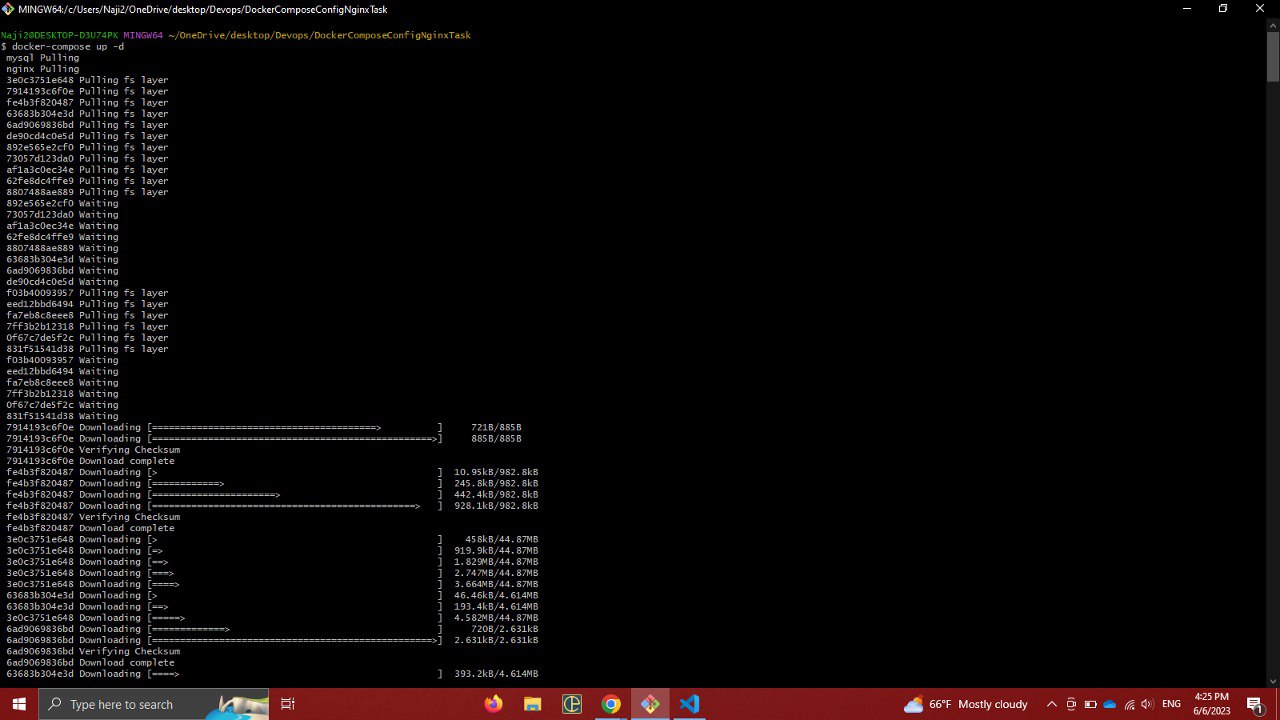 MINGW64:/c/Users/Naji2/OneDrive/desktop/Devops/DockerComposeConfigNginxTask
Naji2@DESKTOP-D3U74PK MINGW64 ~/OneDrive/desktop/Devops/DockerComposeConfigNginxTask
$ docker-compose up -d
mysql Pulling
nginx Pulling
3e0c3751e648 Pulling fs layer
7914193c6f0e Pulling fs layer
fe4b3f820487 Pulling fs layer
63683b304e3d Pulling fs layer
6ad9069836bd Pulling fs layer
de90cd4c0e5d Pulling fs layer
892e565e2cf0 Pulling fs layer
73057d123da0 Pulling fs layer
af1a3c0ec34e Pulling fs layer
62fe8dc4ffe9 Pulling fs layer
8807488ae889 Pulling fs layer
892e565e2cf0 Waiting
73057d123da0 Waiting
af1a3c0ec34e Waiting
62fe8dc4ffe9 Waiting
8807488ae889 Waiting
63683b304e3d Waiting
6ad9069836bd Waiting
de90cd4c0e5d Waiting
f03b40093957 Pulling fs layer
eed12bbd6494 Pulling fs layer
fa7eb8c8eee8 Pulling fs layer
7ff3b2b12318 Pulling fs layer
0f67c7de5f2c Pulling fs layer
831f51541d38 Pulling fs layer
f03b40093957 Waiting
eed12bbd6494 Waiting
fa7eb8c8eee8 Waiting
7ff3b2b12318 Waiting
0f67c7de5f2c Waiting
831f51541d38 Waiting
7914193c6f0e Downloading [========================================>          ]     721B/885B
7914193c6f0e Downloading [==================================================>]     885B/885B
7914193c6f0e Verifying Checksum
7914193c6f0e Download complete
fe4b3f820487 Downloading [>                                                  ]  10.95kB/982.8kB
fe4b3f820487 Downloading [============>                                      ]  245.8kB/982.8kB
fe4b3f820487 Downloading [======================>                            ]  442.4kB/982.8kB
fe4b3f820487 Downloading [===============================================>   ]  928.1kB/982.8kB
fe4b3f820487 Verifying Checksum
fe4b3f820487 Download complete
3e0c3751e648 Downloading [>                                                  ]    458kB/44.87MB
3e0c3751e648 Downloading [=>                                                 ]  919.9kB/44.87MB
3e0c3751e648 Downloading [==>                                                ]  1.829MB/44.87MB
3e0c3751e648 Downloading [===>                                               ]  2.747MB/44.87MB
3e0c3751e648 Downloading [====>                                              ]  3.664MB/44.87MB
63683b304e3d Downloading [>                                                  ]  46.46kB/4.614MB
63683b304e3d Downloading [==>                                                ]  193.4kB/4.614MB
3e0c3751e648 Downloading [=====>                                             ]  4.582MB/44.87MB
6ad9069836bd Downloading [=============>                                     ]     720B/2.631kB
6ad9069836bd Downloading [==================================================>]  2.631kB/2.631kB
6ad9069836bd Verifying Checksum
6ad9069836bd Download complete
63683b304e3d Downloading [====>                                              ]  393.2kB/4.614MB
Type here to search
66°F Mostly cloudy
ENG
4:25 PM
6/6/2023
1